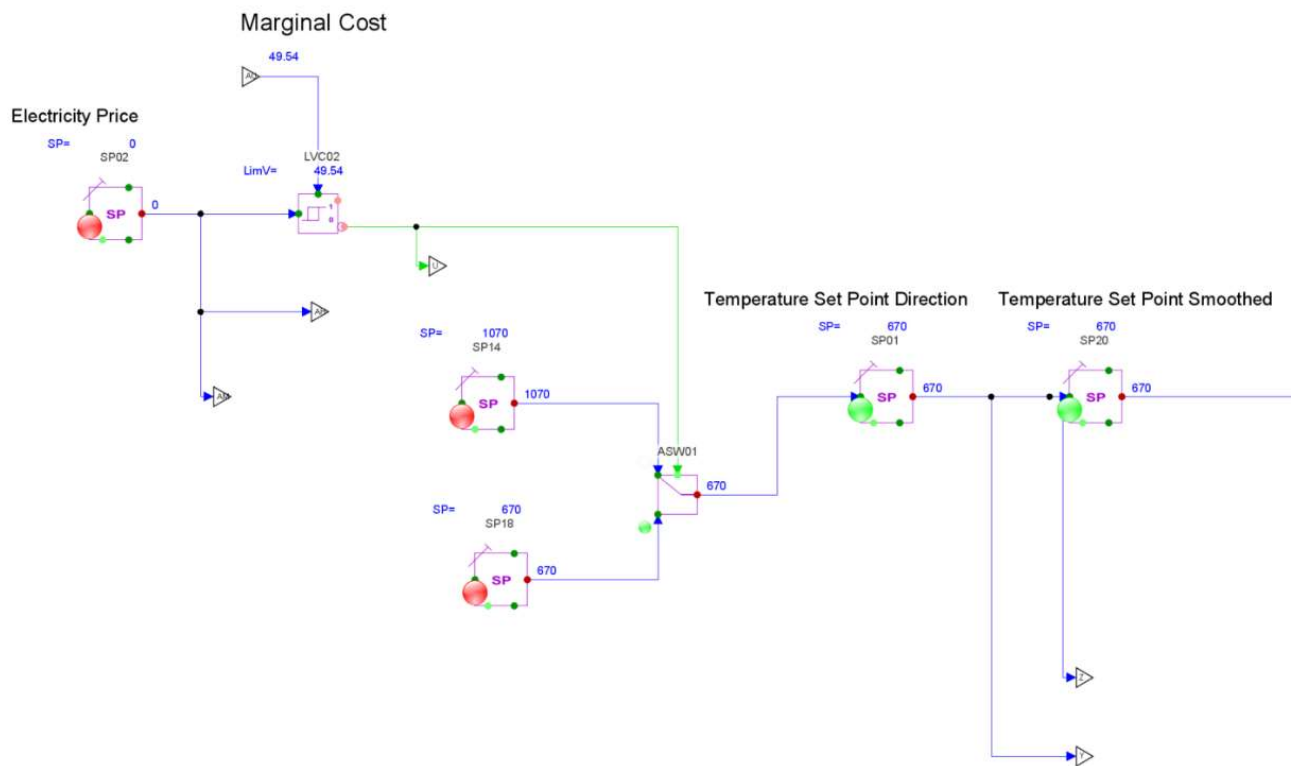 Marginal Cost
49.54
Electricity Price
SP= 0
SP02
SP
0
LVC02
LimV= 49.54
1
0
U
Temperature Set Point Direction
SP= 670
SP01
SP
670
Temperature Set Point Smoothed
SP= 670
SP20
SP
670
SP= 1070
SP14
SP
1070
ASW01
670
SP= 670
SP18
SP
670
Z
Y